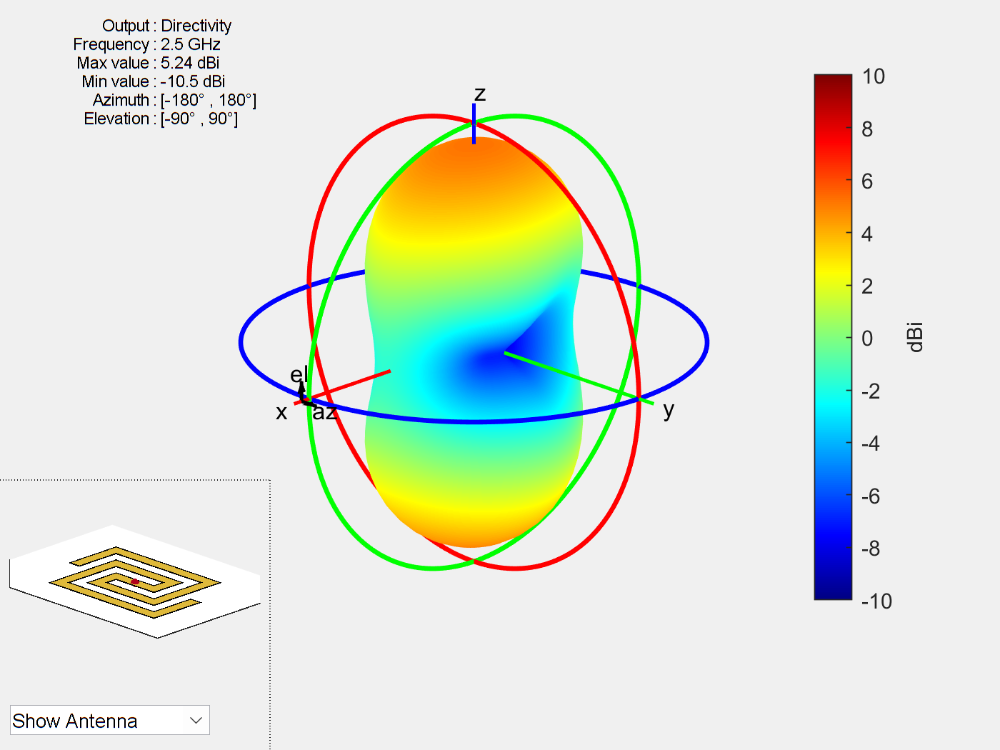 Output : Directivity
Frequency : 2.5 GHz
Max value : 5.24 dBi
Min value : -10.5 dBi
Azimuth : [-180° , 180°]
Elevation : [-90° , 90°]
z
el
x
az
y
10
8
6
4
2
0
-2
-4
-6
-8
-10
dBi
Show Antenna